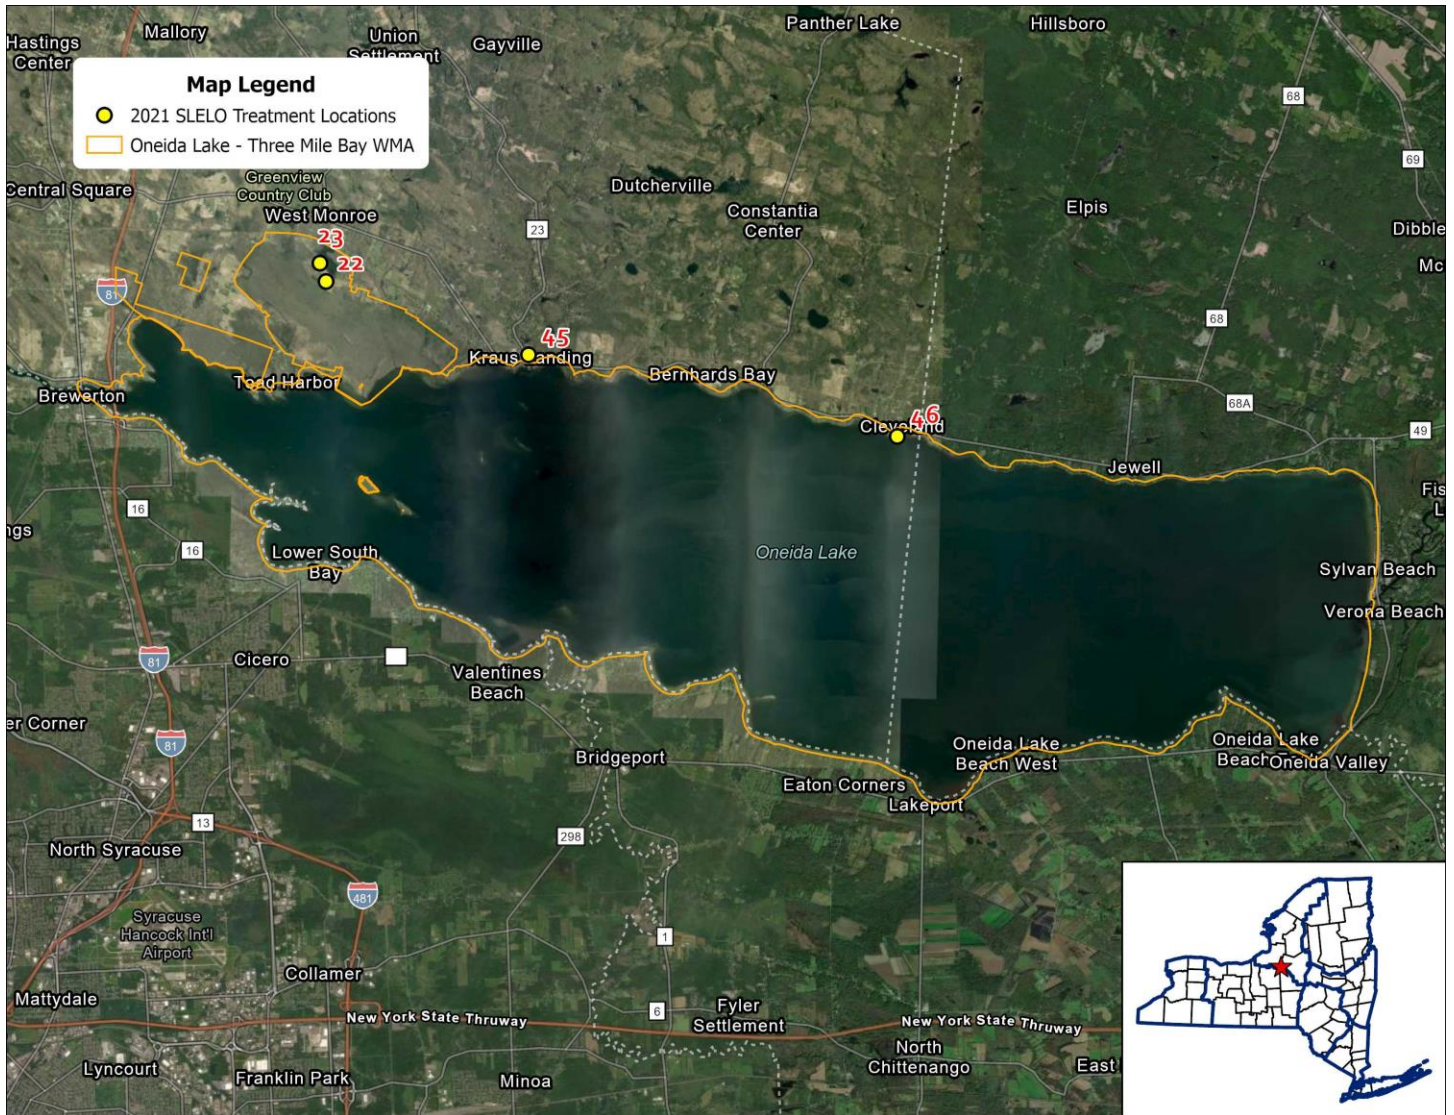 Hastings
Center
Mallory
Union
Settlement
Gayville
Panther Lake
Hillsboro
Map Legend
2021 SLELO Treatment Locations
Oneida Lake - Three Mile Bay WMA
68
69
Central Square
Greenview
Country Club
West Monroe
Dutcherville
Constantia
Center
Elpis
Dibble
Mc
23
23
22
81
68
45
Kraus Landing
Toad Harbor
Bernhards Bay
Brewerton
68A
46
Cleveland
49
Jewell
16
16
ngs
Lower South
Bay
Oneida Lake
Fis
L
Sylvan Beach
Verona Beach
81
Cicero
Valentines
Beach
er Corner
81
Bridgeport
Oneida Lake
Beach West
Oneida Lake
Beach
Oneida Valley
Eaton Corners
Lakeport
13
298
North Syracuse
481
Syracuse
Hancock Int'l
Airport
1
Collamer
Mattydale
6
Fyler
Settlement
New York State Thruway
New York State Thruway
North
Chittenango
East
Lyncourt
Franklin Park
Minoa